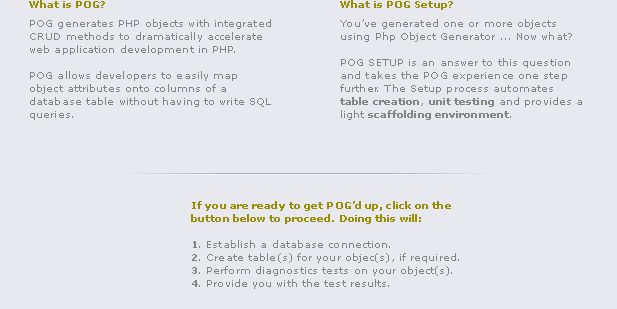 What is POG?
POG generates PHP objects with integrated
CRUD methods to dramatically accelerate
web application development in PHP.
POG allows developers to easily map
object attributes onto columns of a
database table without having to write SQL
queries.
What is POG Setup?
You've generated one or more objects
using Php Object Generator ... Now what?
POG SETUP is an answer to this question
and takes the POG experience one step
further. The Setup process automates
table creation, unit testing and provides a
light scaffolding environment.
If you are ready to get POG'd up, click on the
button below to proceed. Doing this will:
1. Establish a database connection.
2. Create table(s) for your objec(s), if required.
3. Perform diagnostics tests on your object(s).
4. Provide you with the test results.